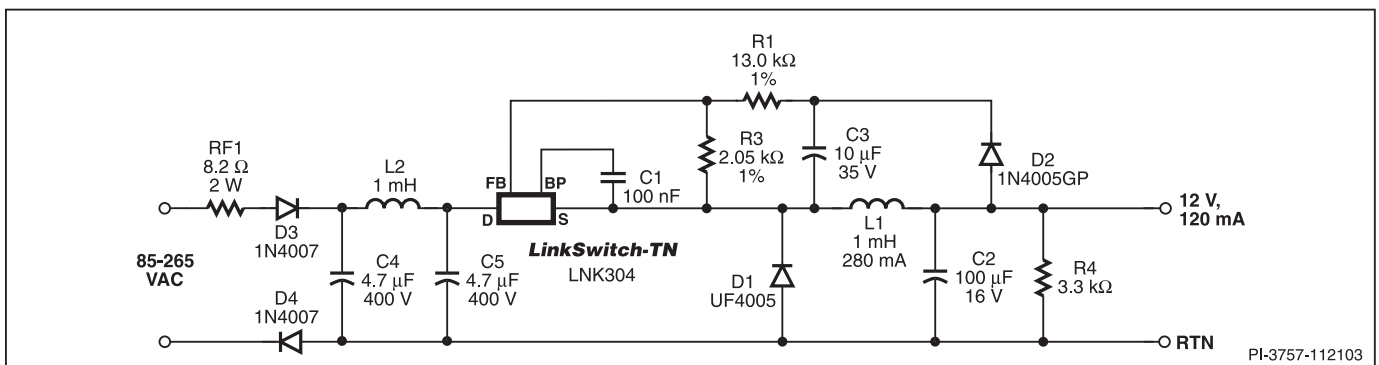 R1
13.0 kΩ
1%
RF1
8.2 Ω
2 W
L2
1 mH
FB
BP
D
S
C1
100 nF
R3
2.05 kΩ
1%
C3
10 µF
35 V
D2
1N4005GP
D3
1N4007
85-265
VAC
D4
1N4007
C4
4.7 µF
400 V
C5
4.7 µF
400 V
LinkSwitch-TN
LNK304
D1
UF4005
L1
1 mH
280 mA
C2
100 µF
16 V
R4
3.3 kΩ
12 V,
120 mA
RTN
PI-3757-112103